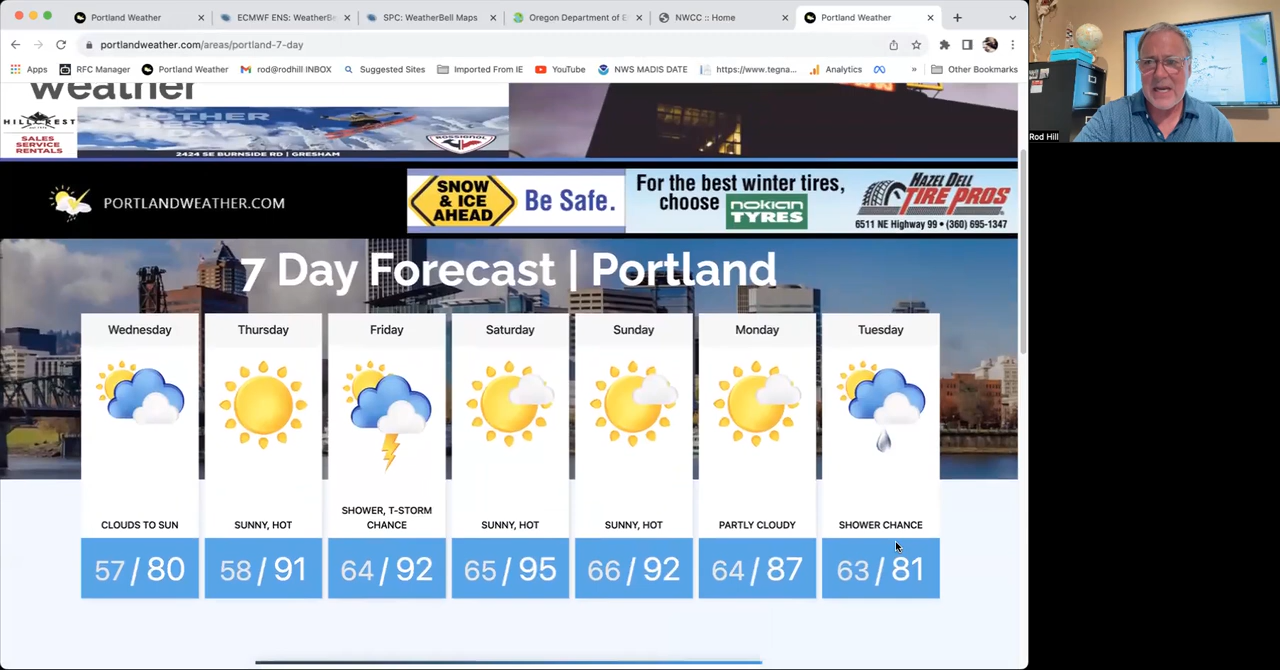 Portland Weather
ECMWF ENS: WeatherBe
SPC: WeatherBell Maps
Oregon Department of E
NWCC :: Home
Portland Weather
portlandweather.com/areas/portland-7-day
Apps
RFC Manager
Portland Weather
rod@rodhill INBOX
Suggested Sites
Imported From IE
YouTube
NWS MADIS DATE
https://www.tegna...
Analytics
»
Other Bookmarks
weather
HILLCREST
SALES
SERVICE
RENTALS
NOTHER
2424 SE BURNSIDE RD | GRESHAM
ROSSIGNOL
PORTLANDWEATHER.COM
SNOW
& ICE
AHEAD
Be Safe.
For the best winter tires,
choose
nokian
TYRES
HAZEL DELL
TIRE PROS
6511 NE Highway 99 • (360) 695-1347
7 Day Forecast | Portland
Wednesday
Thursday
Friday
Saturday
Sunday
Monday
Tuesday
CLOUDS TO SUN
SUNNY, HOT
SHOWER, T-STORM
CHANCE
SUNNY, HOT
SUNNY, HOT
PARTLY CLOUDY
SHOWER CHANCE
57 / 80
58 / 91
64 / 92
65 / 95
66 / 92
64 / 87
63 / 81
Rod Hill